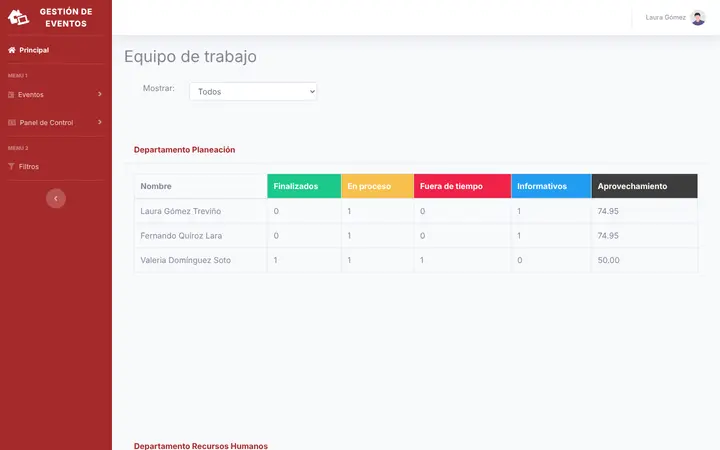 GESTIÓN DE
EVENTOS
Principal
MENU 1
Eventos
Panel de Control
MENU 2
Filtros
Laura Gómez
Equipo de trabajo
Mostrar: Todos
Departamento Planeación
Nombre Finalizados En proceso Fuera de tiempo Informativos Aprovechamiento
Laura Gómez Treviño 0 1 0 1 74.95
Fernando Quiroz Lara 0 1 0 1 74.95
Valeria Domínguez Soto 1 1 1 0 50.00
Departamento Recursos Humanos